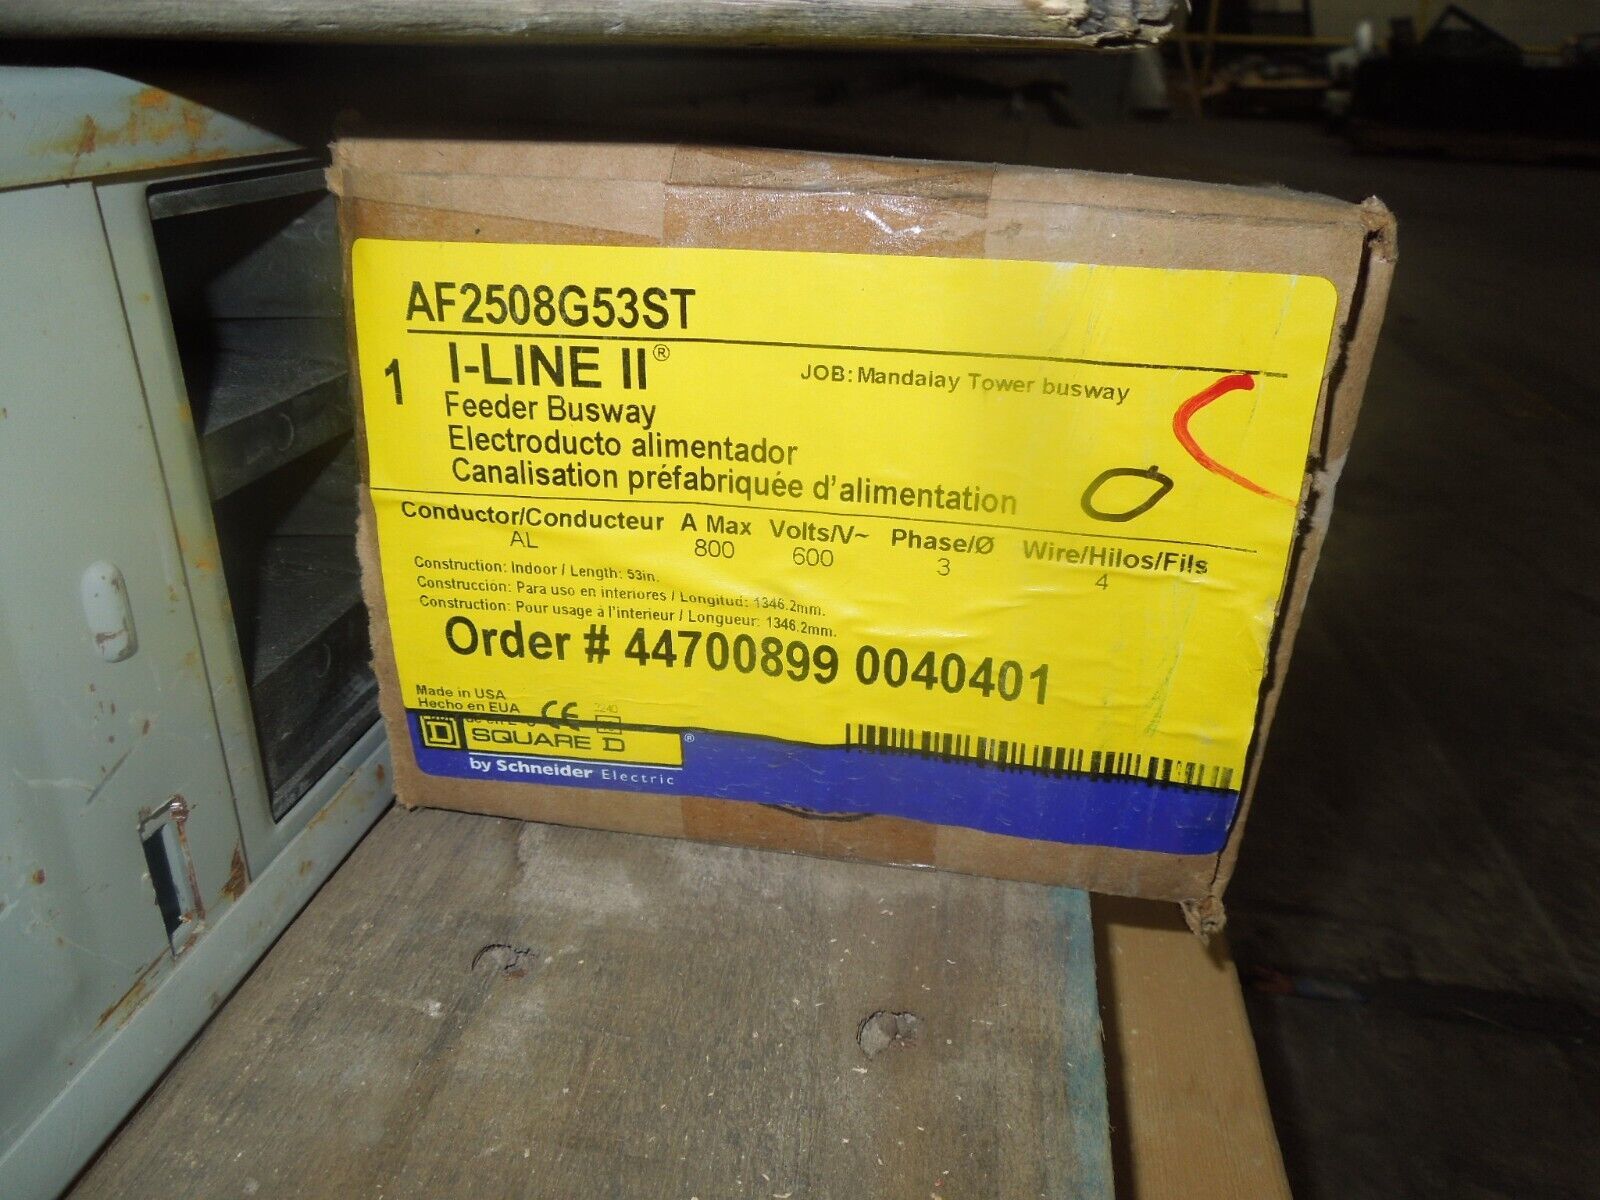 AF2508G53ST
1
I-LINE II®
JOB: Mandalay Tower busway
Feeder Busway
Electroducto alimentador
Canalisation préfabriquée d'alimentation
Conductor/Conducteur A Max Volts/V~ Phase/Ø Wire/Hilos/Fils
AL 800 600 3 4
Construction: Indoor / Length: 53in.
Construcción: Para uso en interiores / Longitud: 1346.2mm.
Construction: Pour usage à l'interieur / Longueur: 1346.2mm.
Order # 44700899 0040401
Made in USA
Hecho en EUA
CE
SQUARE D ®
by Schneider Electric